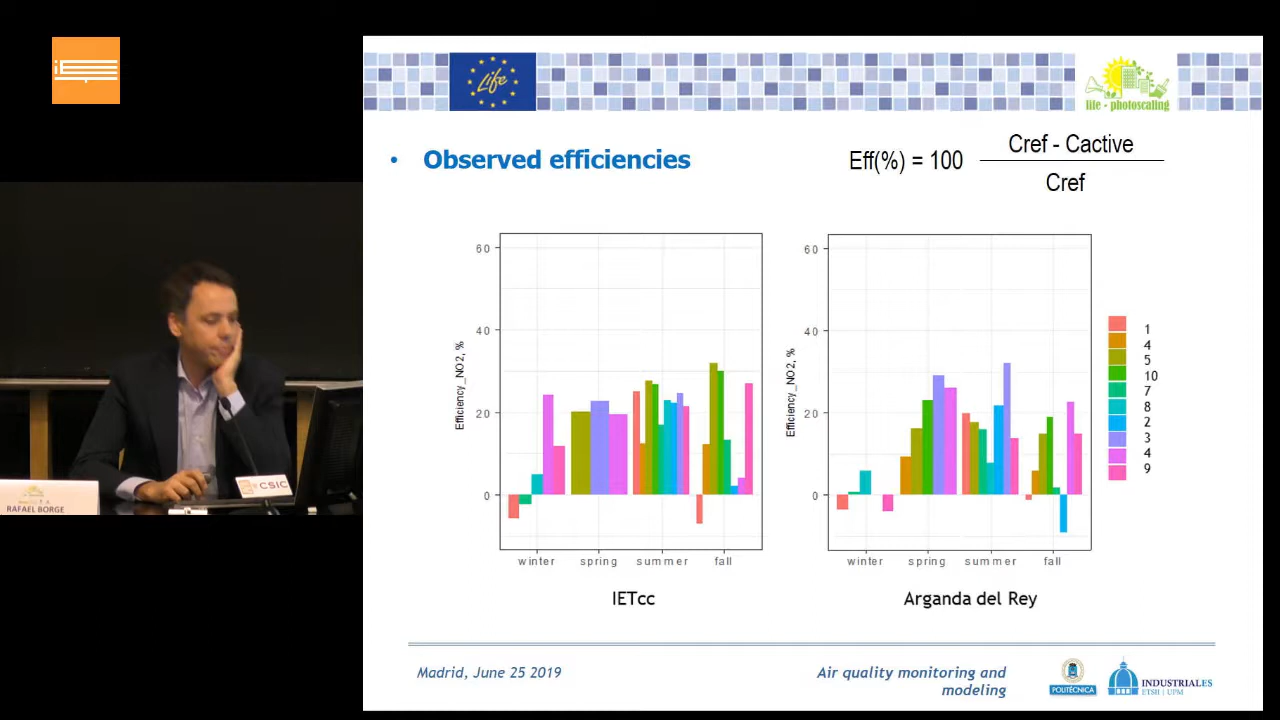 Life
life - photoscaling
• Observed efficiencies
Eff(%) = 100
Cref - Cactive
Cref
Efficiency_NO2, %
60
40
20
0
winter
spring
summer
fall
IETcc
Efficiency_NO2, %
60
40
20
0
winter
spring
summer
fall
Arganda del Rey
1
4
5
10
7
8
2
3
4
9
RAFAEL BORGE
CSIC
Madrid, June 25 2019
Air quality monitoring and
modeling
POLITÉCNICA
INDUSTRIALES
ETSII | UPM